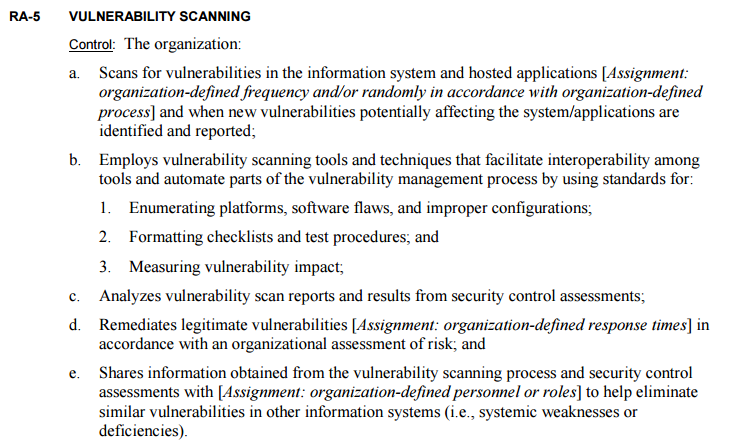 RA-5 VULNERABILITY SCANNING
Control: The organization:
a. Scans for vulnerabilities in the information system and hosted applications [Assignment:
organization-defined frequency and/or randomly in accordance with organization-defined
process] and when new vulnerabilities potentially affecting the system/applications are
identified and reported;
b. Employs vulnerability scanning tools and techniques that facilitate interoperability among
tools and automate parts of the vulnerability management process by using standards for:
1. Enumerating platforms, software flaws, and improper configurations;
2. Formatting checklists and test procedures; and
3. Measuring vulnerability impact;
c. Analyzes vulnerability scan reports and results from security control assessments;
d. Remediates legitimate vulnerabilities [Assignment: organization-defined response times] in
accordance with an organizational assessment of risk; and
e. Shares information obtained from the vulnerability scanning process and security control
assessments with [Assignment: organization-defined personnel or roles] to help eliminate
similar vulnerabilities in other information systems (i.e., systemic weaknesses or
deficiencies).